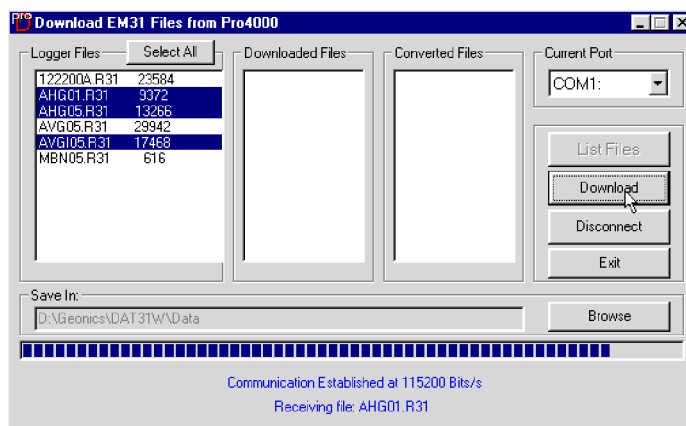 Pro Download EM31 Files from Pro4000
Logger Files
Select All
122200A.R31 23584
AHG01.R31 9372
AHG05.R31 13266
AVG05.R31 29942
AVGI05.R31 17468
MBN05.R31 616
Downloaded Files
Converted Files
Current Port
COM1:
List Files
Download
Disconnect
Exit
Save In:
D:\Geonics\DAT31W\Data
Browse
Communication Established at 115200 Bits/s
Receiving file: AHG01.R31